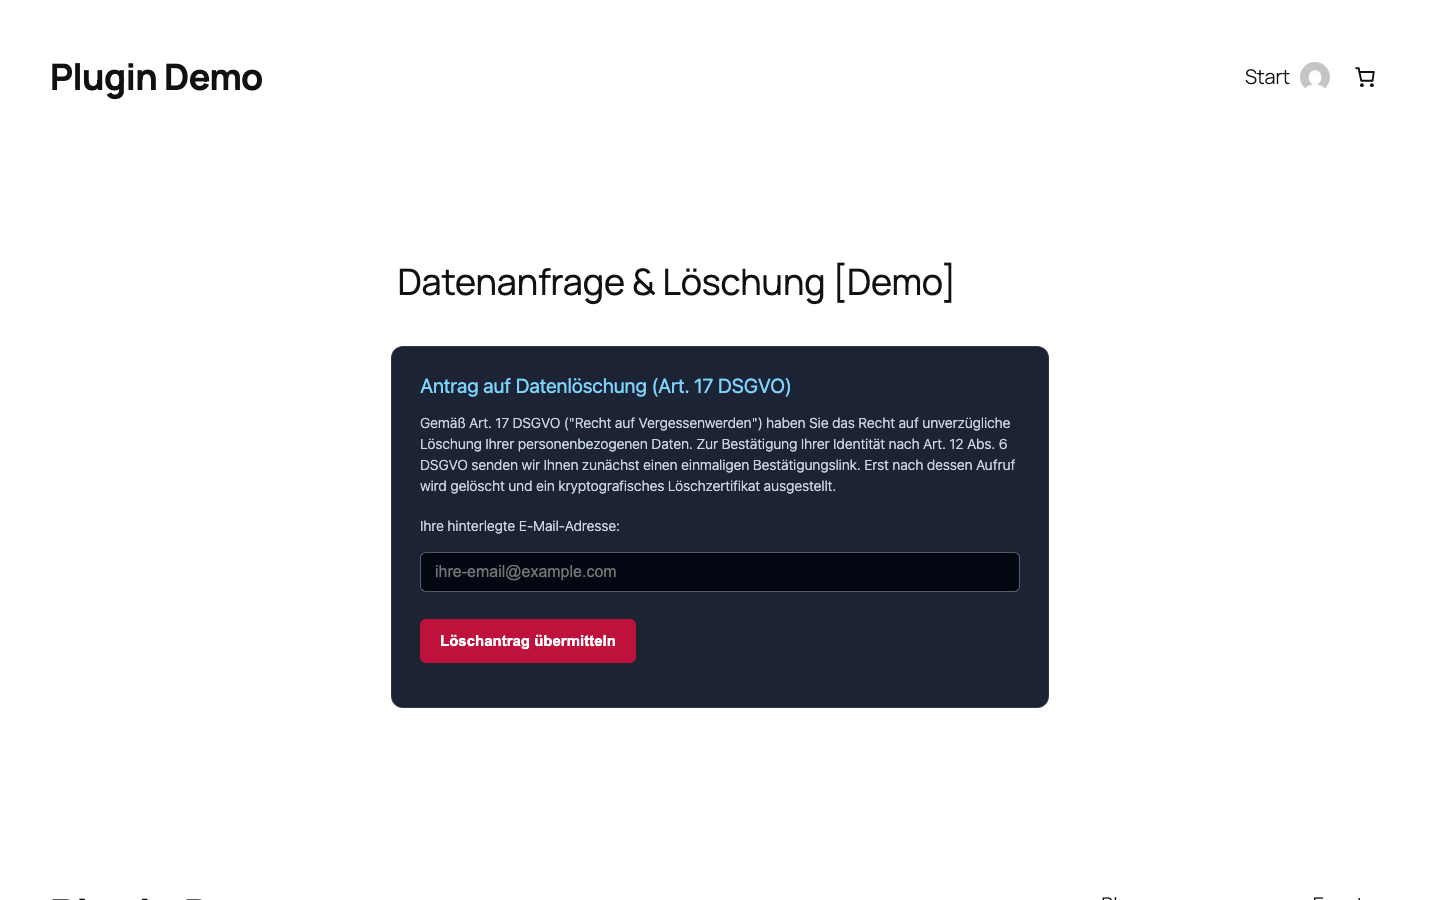 Plugin Demo
Start
Datenanfrage & Löschung [Demo]
Antrag auf Datenlöschung (Art. 17 DSGVO)
Gemäß Art. 17 DSGVO ("Recht auf Vergessenwerden") haben Sie das Recht auf unverzügliche
Löschung Ihrer personenbezogenen Daten. Zur Bestätigung Ihrer Identität nach Art. 12 Abs. 6
DSGVO senden wir Ihnen zunächst einen einmaligen Bestätigungslink. Erst nach dessen Aufruf
wird gelöscht und ein kryptografisches Löschzertifikat ausgestellt.
Ihre hinterlegte E-Mail-Adresse:
ihre-email@example.com
Löschantrag übermitteln